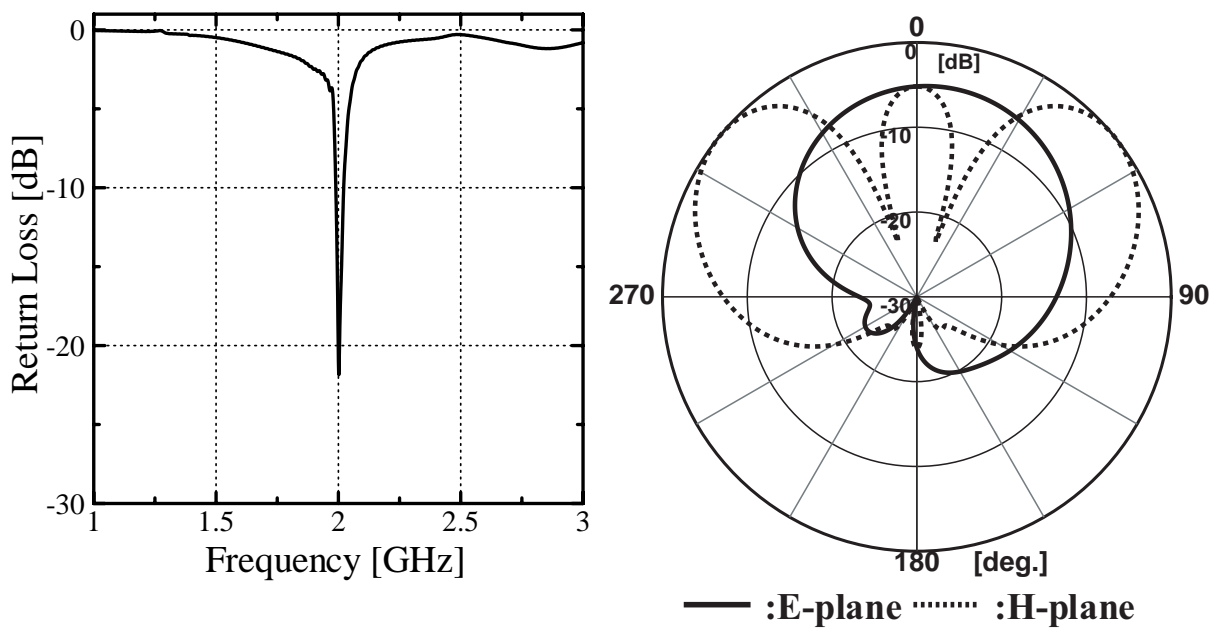 0
-10
-20
-30
Return Loss [dB]
1
1.5
2
2.5
3
Frequency [GHz]
0
0
[dB]
-10
-20
-30
270
90
180
[deg.]
:E-plane
:H-plane